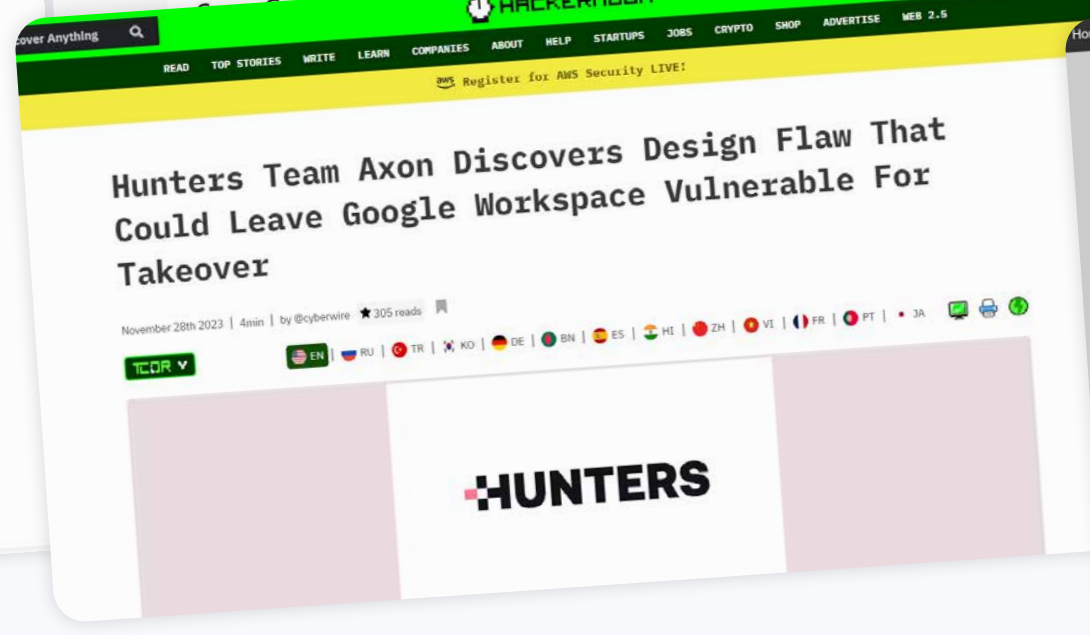 cover Anything
HACKERNOON
READ TOP STORIES WRITE LEARN COMPANIES ABOUT HELP STARTUPS JOBS CRYPTO SHOP ADVERTISE WEB 2.5
aws Register for AWS Security LIVE!
Hunters Team Axon Discovers Design Flaw That
Could Leave Google Workspace Vulnerable For
Takeover
November 28th 2023 | 4min | by @cyberwire 305 reads
EN | RU | TR | KO | DE | BN | ES | HI | ZH | VI | FR | PT | JA
HUNTERS